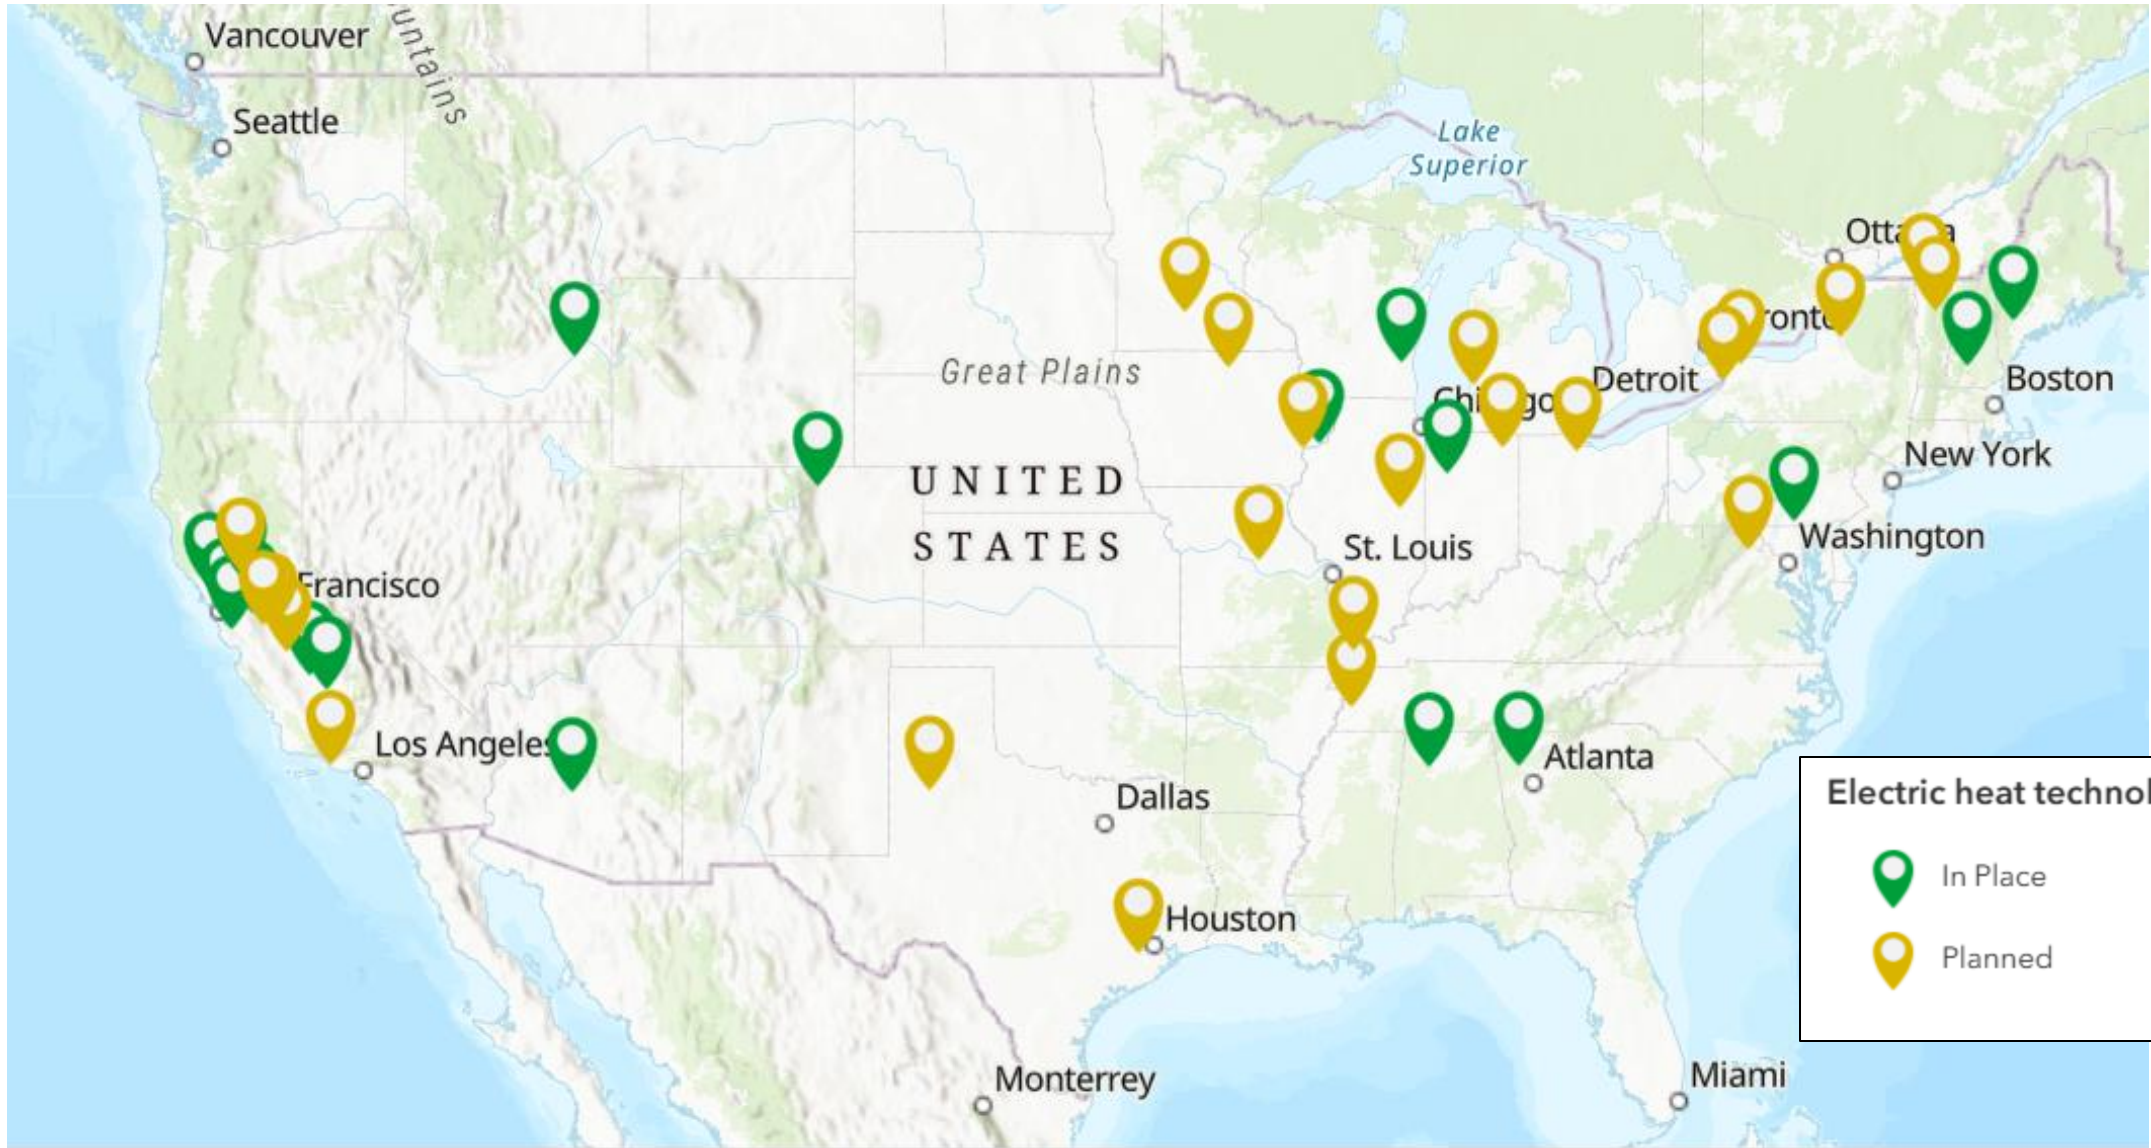 Vancouver
untains
Seattle
Lake
Superior
Great Plains
Detroit
Boston
New York
UNITED
STATES
St. Louis
Washington
Francisco
Los Angeles
Atlanta
Dallas
Houston
Monterrey
Miami
Electric heat technol
In Place
Planned